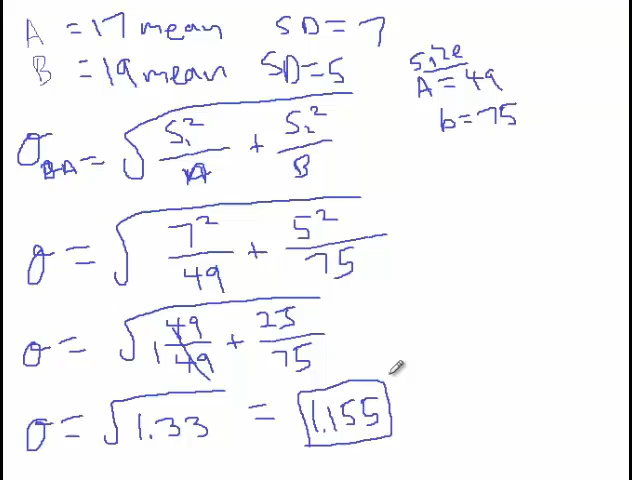 A = 17 mean SD = 7
B = 19 mean SD = 5
size
A = 49
b = 75
σ_BA = √(S₁²/A + S₂²/B)
σ = √(7²/49 + 5²/75)
σ = √(1 49/49 + 25/75)
σ = √1.33 = 1.155